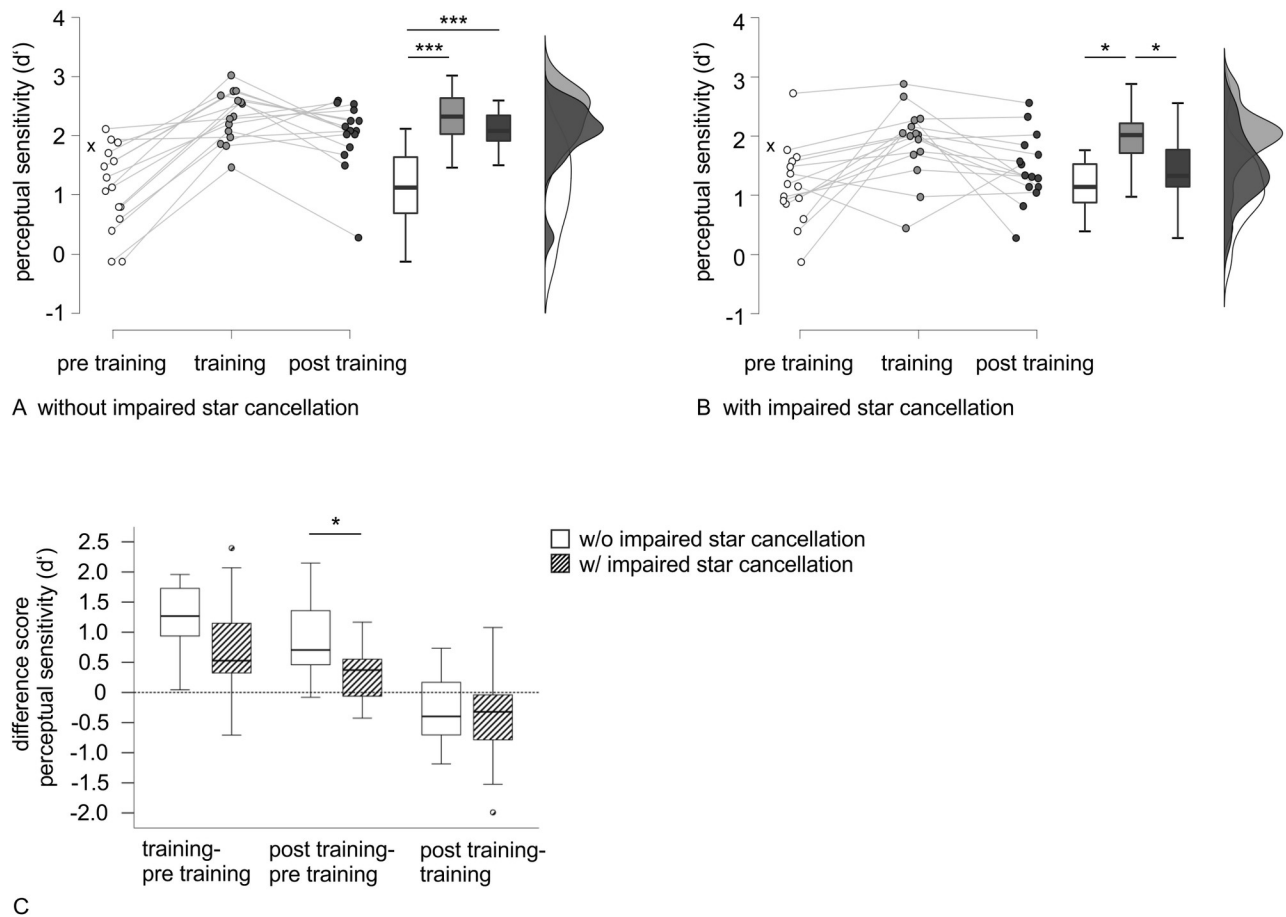 4
3
2
1
0
-1
perceptual sensitivity (d‘)
x
***
***
pre training
training
post training
A without impaired star cancellation
4
3
2
1
0
-1
perceptual sensitivity (d‘)
x
*
*
pre training
training
post training
B with impaired star cancellation
2.5
2.0
1.5
1.0
0.5
0
-0.5
-1.0
-1.5
-2.0
difference score
perceptual sensitivity (d‘)
*
w/o impaired star cancellation
w/ impaired star cancellation
training-
pre training
post training-
pre training
post training-
training
C